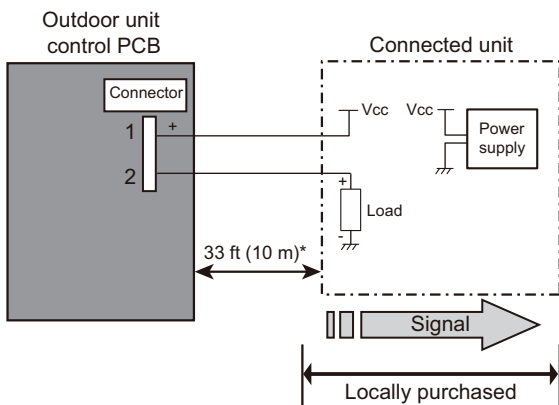 Outdoor unit
control PCB
Connected unit
Connector
1
+
2
Vcc
Vcc
Power
supply
+
Load
-
33 ft (10 m)*
Signal
Locally purchased